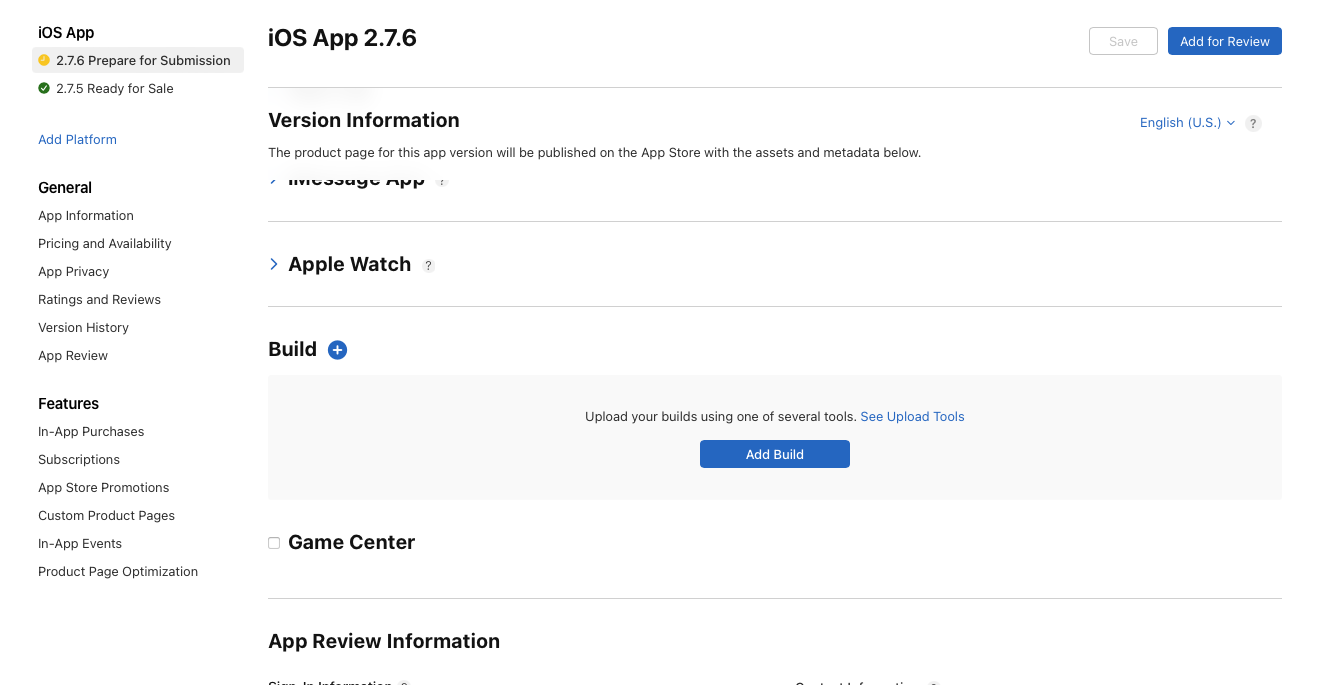 iOS App
2.7.6 Prepare for Submission
2.7.5 Ready for Sale
Add Platform
General
App Information
Pricing and Availability
App Privacy
Ratings and Reviews
Version History
App Review
Features
In-App Purchases
Subscriptions
App Store Promotions
Custom Product Pages
In-App Events
Product Page Optimization
iOS App 2.7.6
Save
Add for Review
Version Information
English (U.S.)
?
The product page for this app version will be published on the App Store with the assets and metadata below.
iMessage App ?
Apple Watch ?
Build
Upload your builds using one of several tools. See Upload Tools
Add Build
Game Center
App Review Information
Sign-In Information ?
Contact Information ?